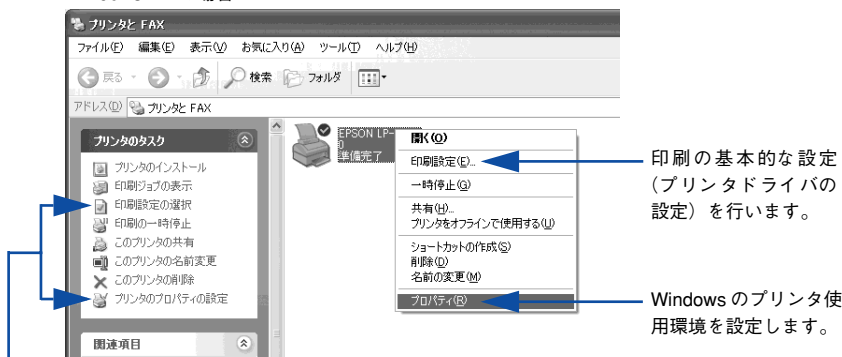 プリンタと FAX
ファイル(F) 編集(E) 表示(V) お気に入り(A) ツール(T) ヘルプ(H)
戻る 検索 フォルダ
アドレス(D) プリンタと FAX
プリンタのタスク
プリンタのインストール
印刷ジョブの表示
印刷設定の選択
印刷の一時停止
このプリンタの共有
このプリンタの名前変更
このプリンタの削除
プリンタのプロパティの設定
関連項目
EPSON LP-
0
準備完了
開く(O)
印刷設定(E)...
一時停止(G)
共有(H)...
プリンタをオフラインで使用する(U)
ショートカットの作成(S)
削除(D)
名前の変更(M)
プロパティ(R)
印刷の基本的な設定
(プリンタドライバの
設定)を行います。
Windows のプリンタ使
用環境を設定します。